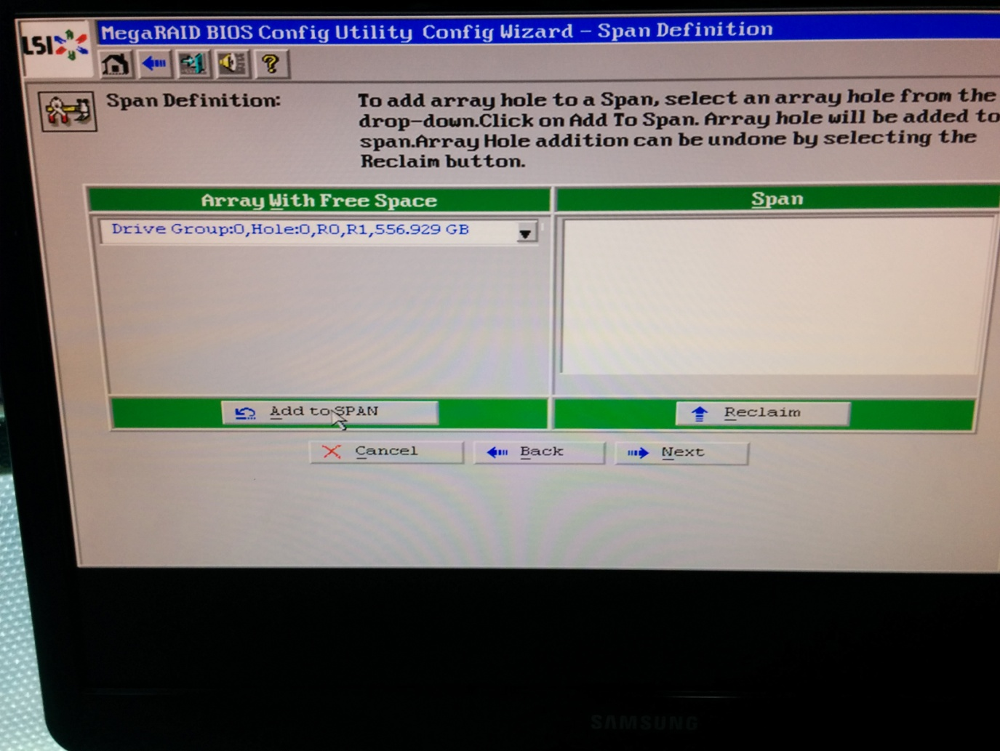 LSI
MegaRAID BIOS Config Utility Config Wizard - Span Definition
Span Definition:
To add array hole to a Span, select an array hole from the
drop-down.Click on Add To Span. Array hole will be added to
span.Array Hole addition can be undone by selecting the
Reclaim button.
Array With Free Space
Span
Drive Group:0,Hole:0,R0,R1,556.929 GB
Add to SPAN
Reclaim
Cancel
Back
Next
SAMSUNG